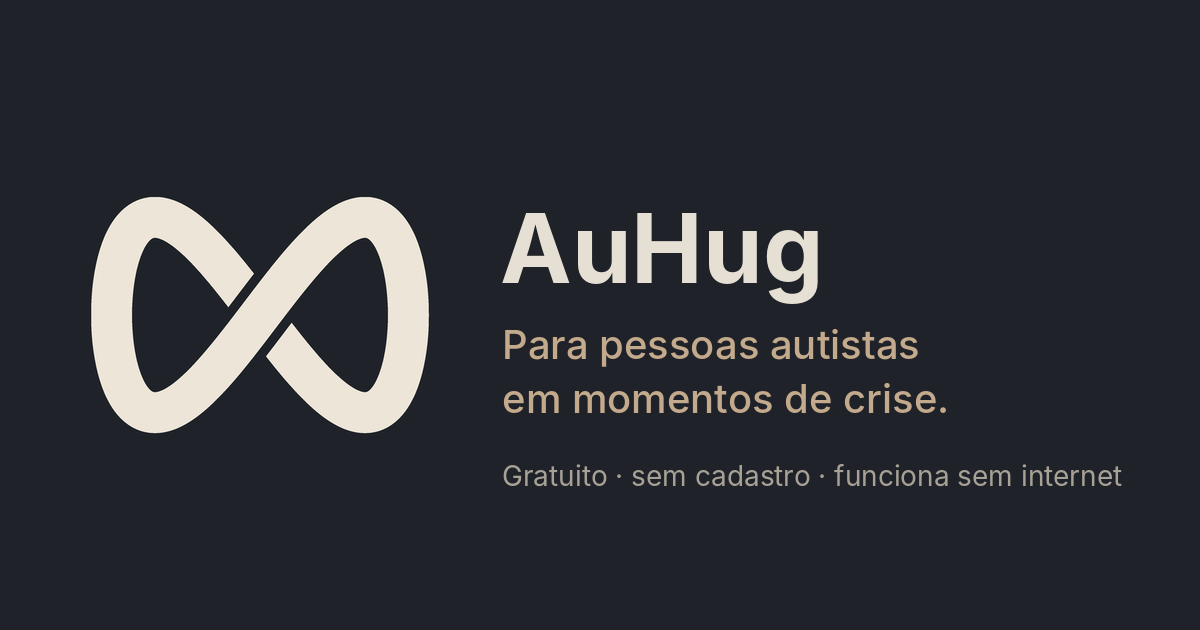 AuHug
Para pessoas autistas
em momentos de crise.
Gratuito · sem cadastro · funciona sem internet